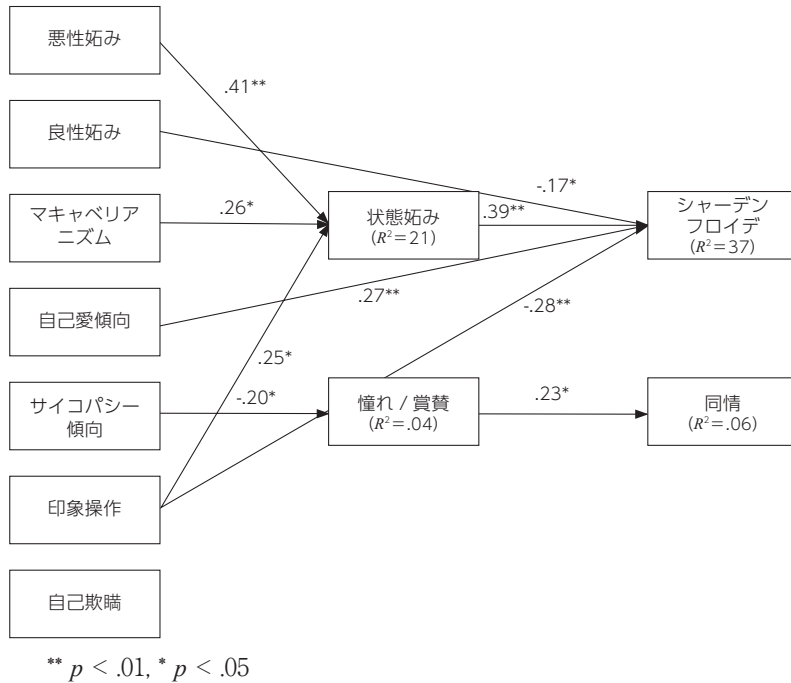 悪性妬み
.41**
良性妬み
-.17*
マキャベリア
ニズム
.26*
状態妬み
(R²=21)
.39**
シャーデン
フロイデ
(R²=37)
自己愛傾向
.27**
-.28**
.25*
サイコパシー
傾向
-.20*
憧れ / 賞賛
(R²=.04)
.23*
同情
(R²=.06)
印象操作
自己欺瞞
** p < .01, * p < .05